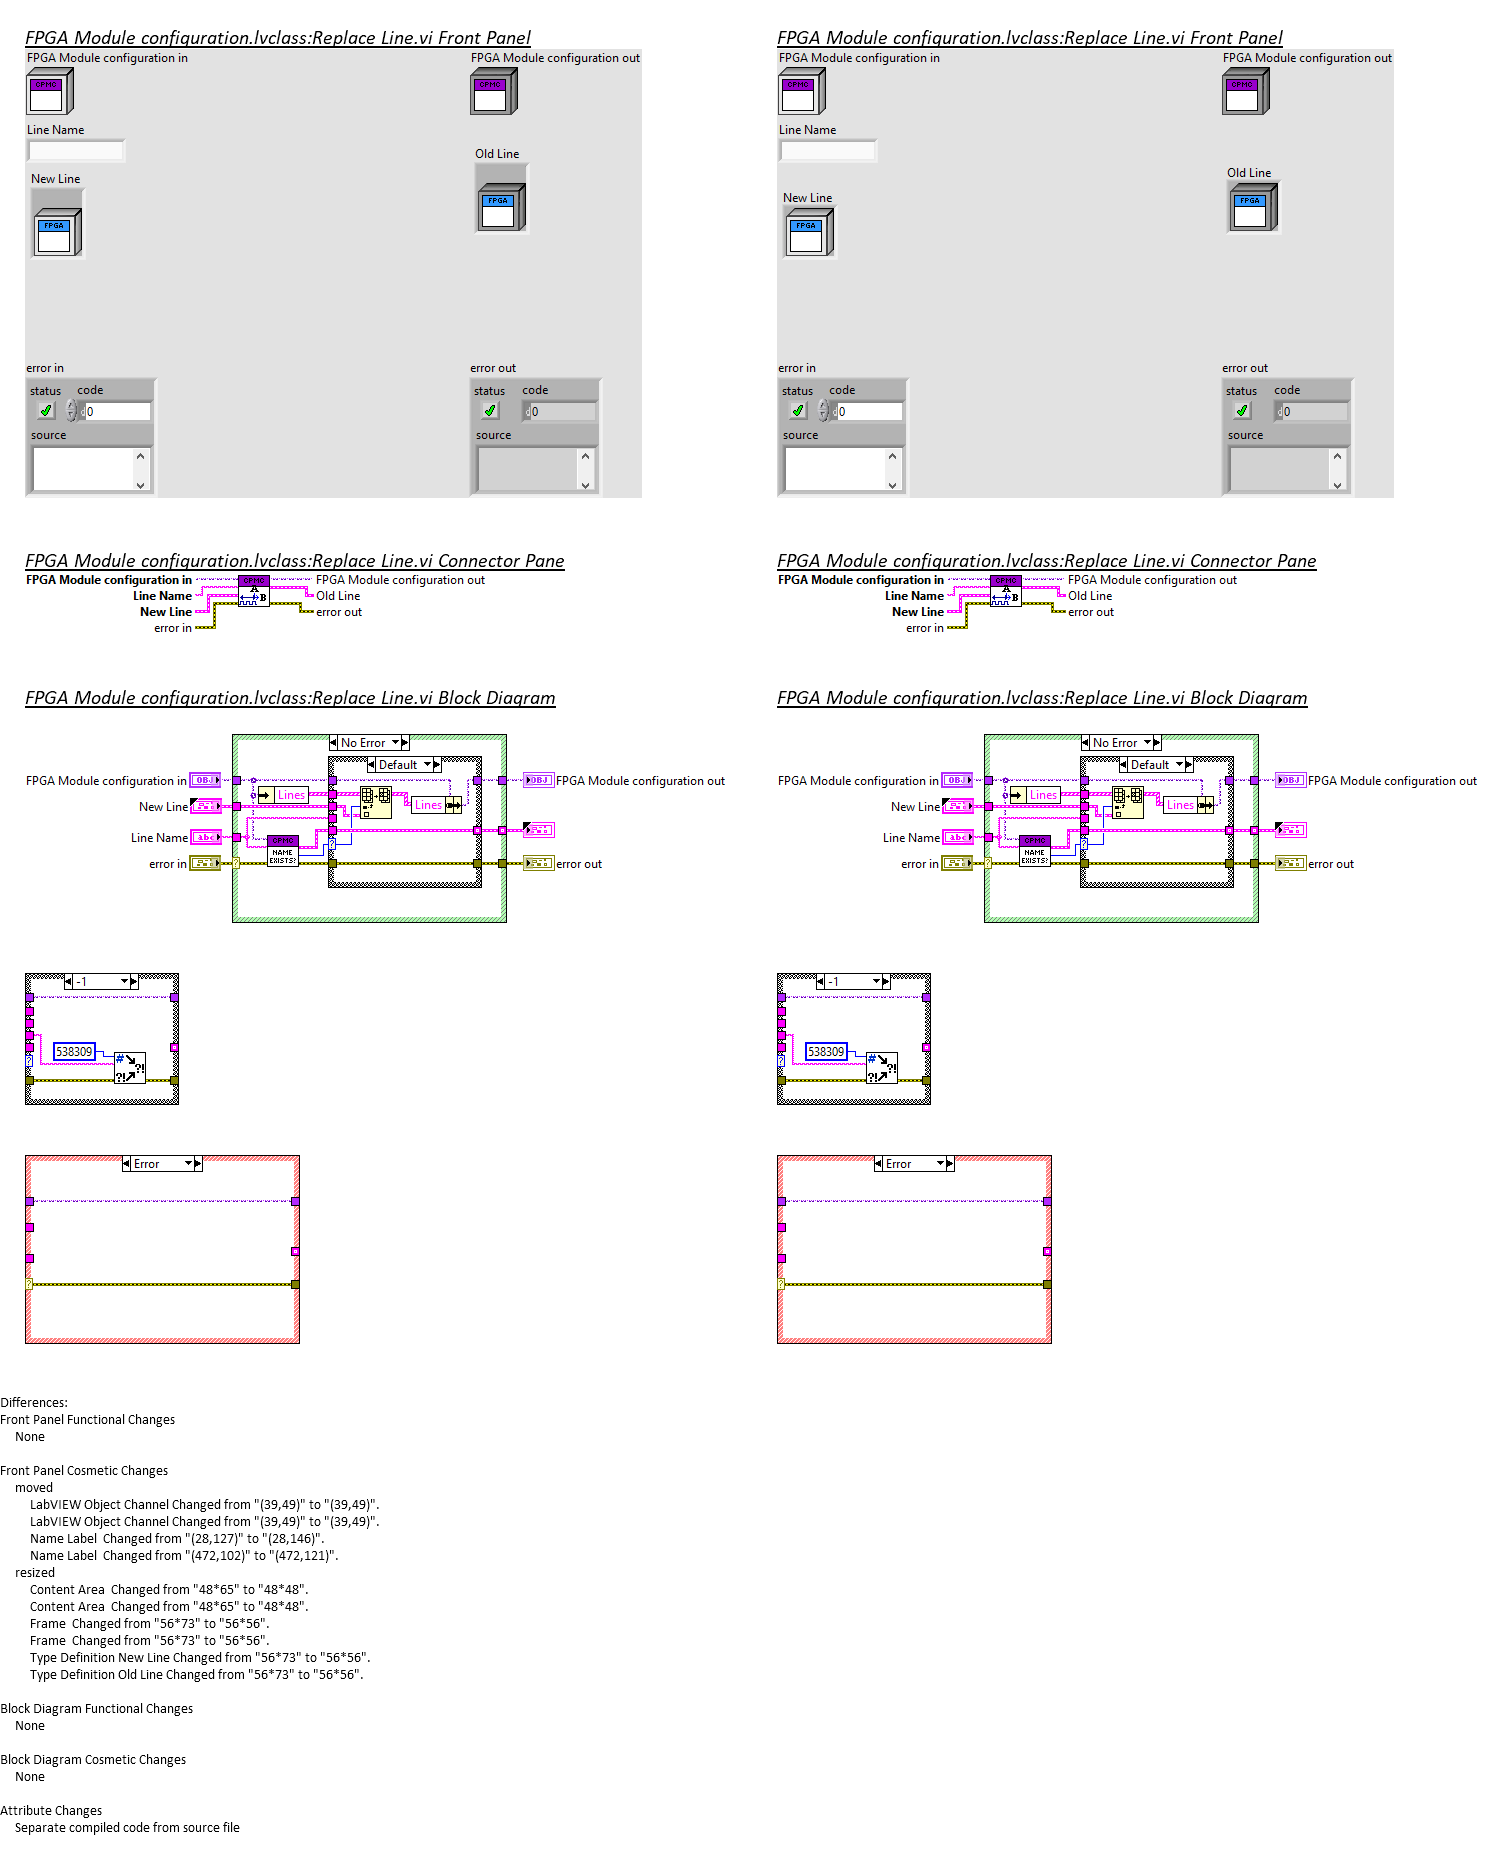 FPGA Module configuration.lvclass:Replace Line.vi Front Panel
FPGA Module configuration.lvclass:Replace Line.vi Front Panel
FPGA Module configuration in
FPGA Module configuration out
FPGA Module configuration in
FPGA Module configuration out
CPMC
CPMC
CPMC
CPMC
Line Name
Line Name
Old Line
New Line
Old Line
New Line
FPGA
FPGA
FPGA
FPGA
error in
error out
error in
error out
status code
status code
status code
status code
d 0
d 0
d 0
d 0
source
source
source
source
FPGA Module configuration.lvclass:Replace Line.vi Connector Pane
FPGA Module configuration.lvclass:Replace Line.vi Connector Pane
FPGA Module configuration in CPMC FPGA Module configuration out
Line Name A Old Line
New Line B error out
error in
FPGA Module configuration in CPMC FPGA Module configuration out
Line Name A Old Line
New Line B error out
error in
FPGA Module configuration.lvclass:Replace Line.vi Block Diagram
FPGA Module configuration.lvclass:Replace Line.vi Block Diagram
No Error
Default
FPGA Module configuration in OBJ OBJ FPGA Module configuration out
Lines
New Line Lines
Line Name abc CPMC
NAME
EXISTS?
?
error in ? error out
No Error
Default
FPGA Module configuration in OBJ OBJ FPGA Module configuration out
Lines
New Line Lines
Line Name abc CPMC
NAME
EXISTS?
?
error in ? error out
-1
538309 # ?!
? ?!
-1
538309 # ?!
? ?!
Error
?
Error
?
Differences:
Front Panel Functional Changes
None
Front Panel Cosmetic Changes
moved
LabVIEW Object Channel Changed from "(39,49)" to "(39,49)".
LabVIEW Object Channel Changed from "(39,49)" to "(39,49)".
Name Label  Changed from "(28,127)" to "(28,146)".
Name Label  Changed from "(472,102)" to "(472,121)".
resized
Content Area  Changed from "48*65" to "48*48".
Content Area  Changed from "48*65" to "48*48".
Frame  Changed from "56*73" to "56*56".
Frame  Changed from "56*73" to "56*56".
Type Definition New Line Changed from "56*73" to "56*56".
Type Definition Old Line Changed from "56*73" to "56*56".
Block Diagram Functional Changes
None
Block Diagram Cosmetic Changes
None
Attribute Changes
Separate compiled code from source file